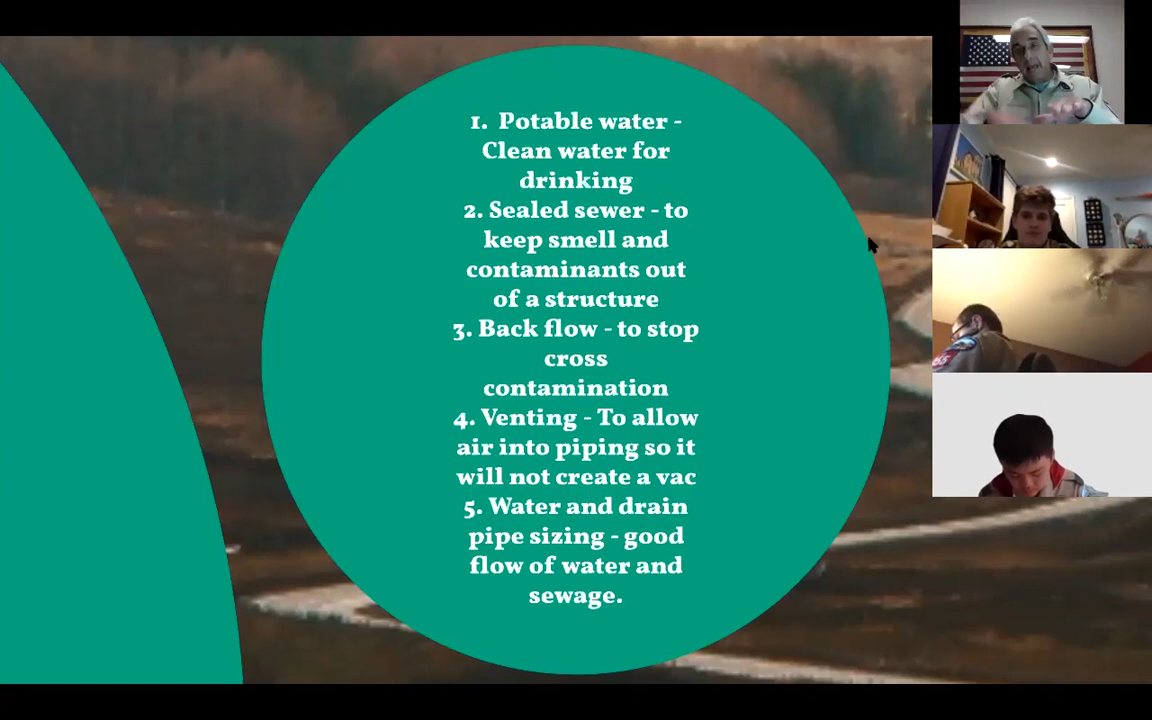 1. Potable water -
Clean water for
drinking
2. Sealed sewer - to
keep smell and
contaminants out
of a structure
3. Back flow - to stop
cross
contamination
4. Venting - To allow
air into piping so it
will not create a vac
5. Water and drain
pipe sizing - good
flow of water and
sewage.